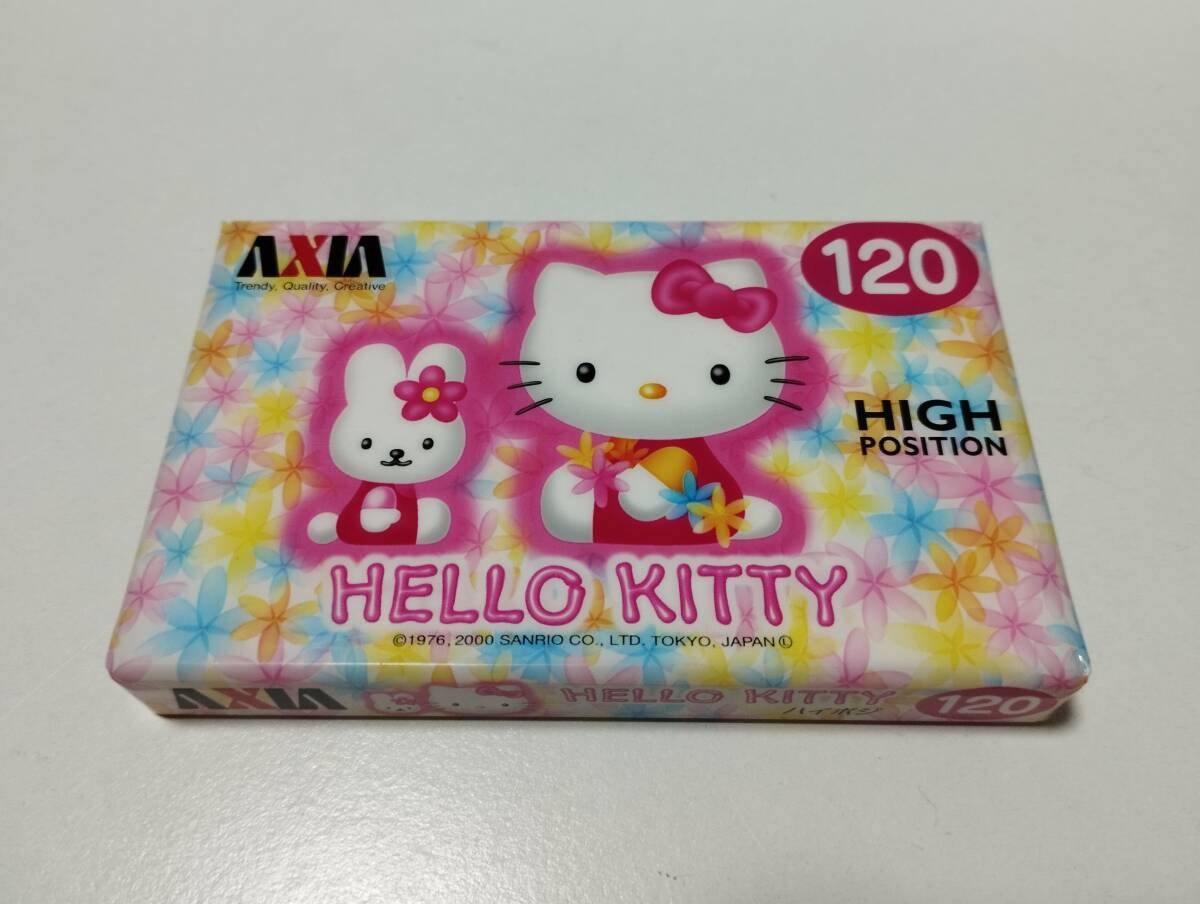 AXIA
Trendy, Quality, Creative
120
HIGH
POSITION
HELLO KITTY
©1976, 2000 SANRIO CO., LTD. TOKYO, JAPAN Ⓛ
AXIA
HELLO KITTY
ハイポジ
120